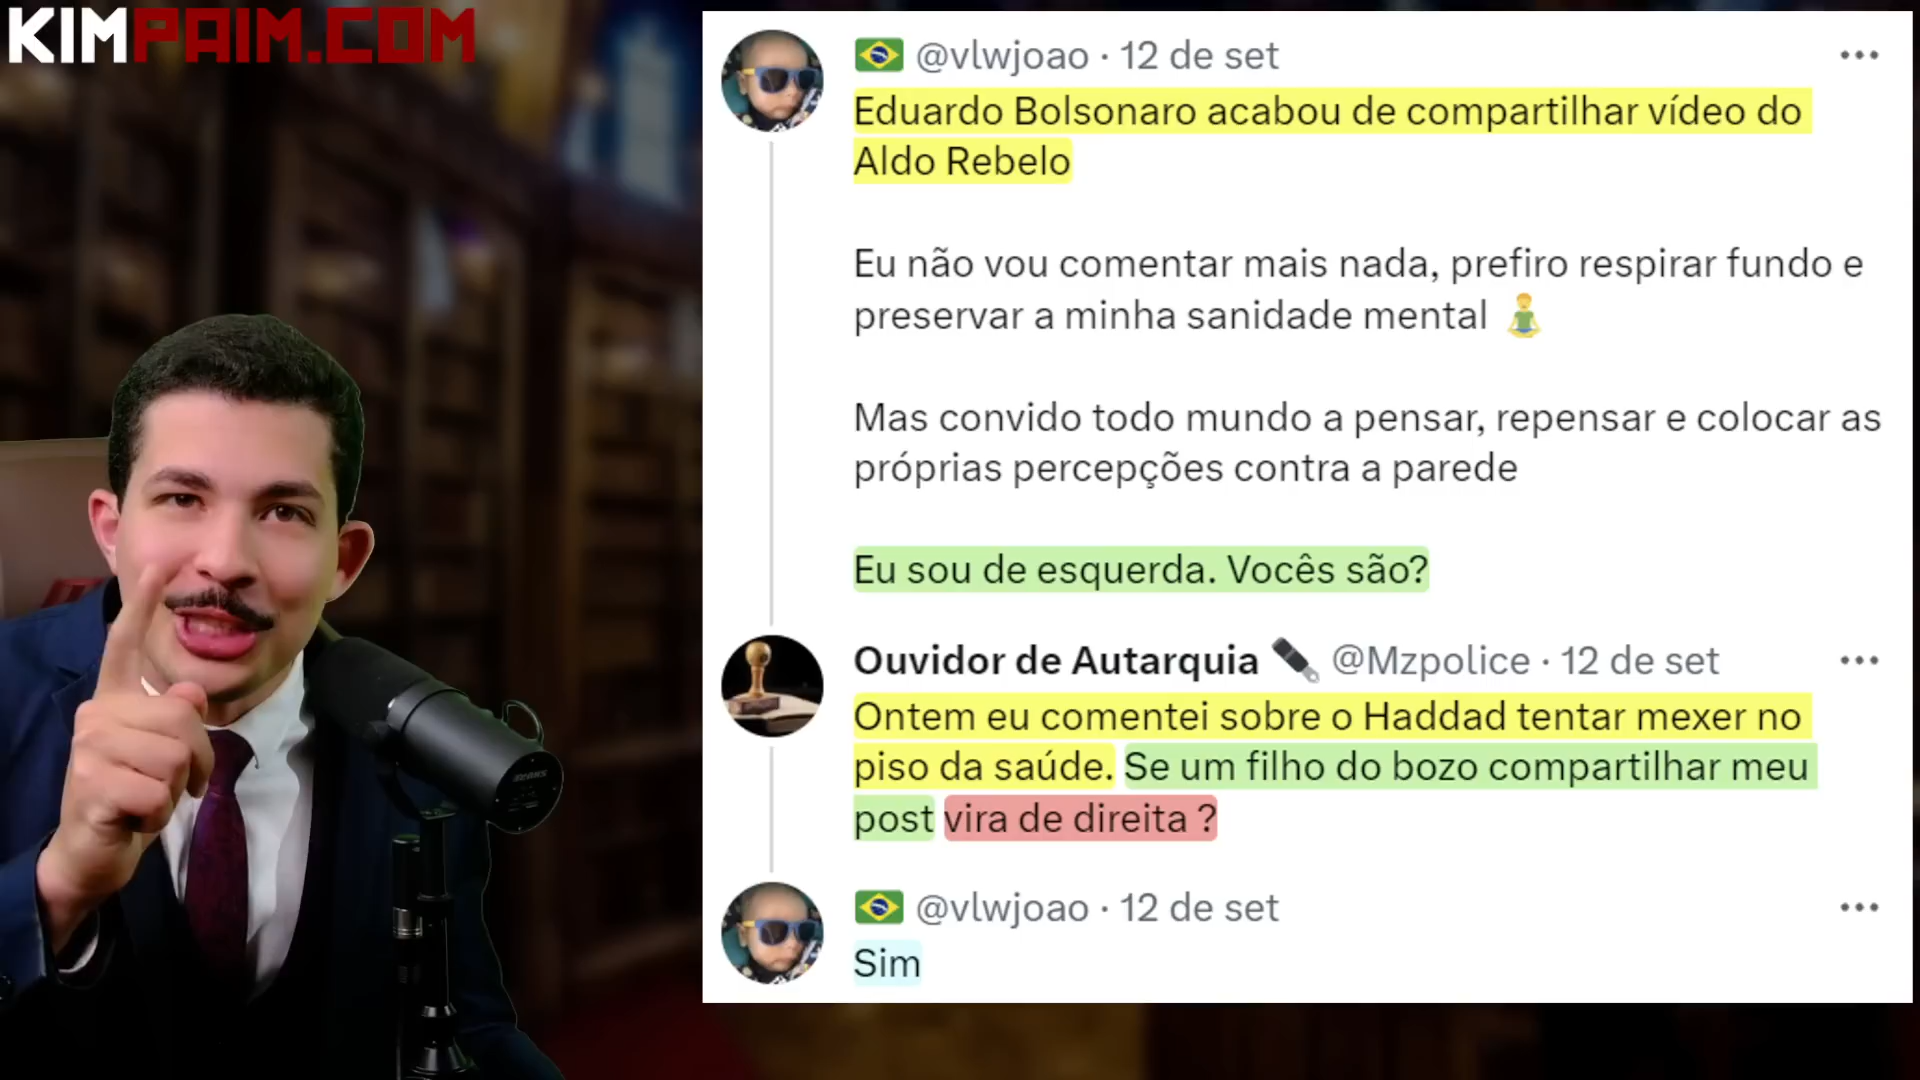 KIMPAIM.COM
@vlwjoao · 12 de set
Eduardo Bolsonaro acabou de compartilhar vídeo do
Aldo Rebelo
Eu não vou comentar mais nada, prefiro respirar fundo e
preservar a minha sanidade mental
Mas convido todo mundo a pensar, repensar e colocar as
próprias percepções contra a parede
Eu sou de esquerda. Vocês são?
Ouvidor de Autarquia @Mzpolice · 12 de set
Ontem eu comentei sobre o Haddad tentar mexer no
piso da saúde. Se um filho do bozo compartilhar meu
post vira de direita ?
@vlwjoao · 12 de set
Sim